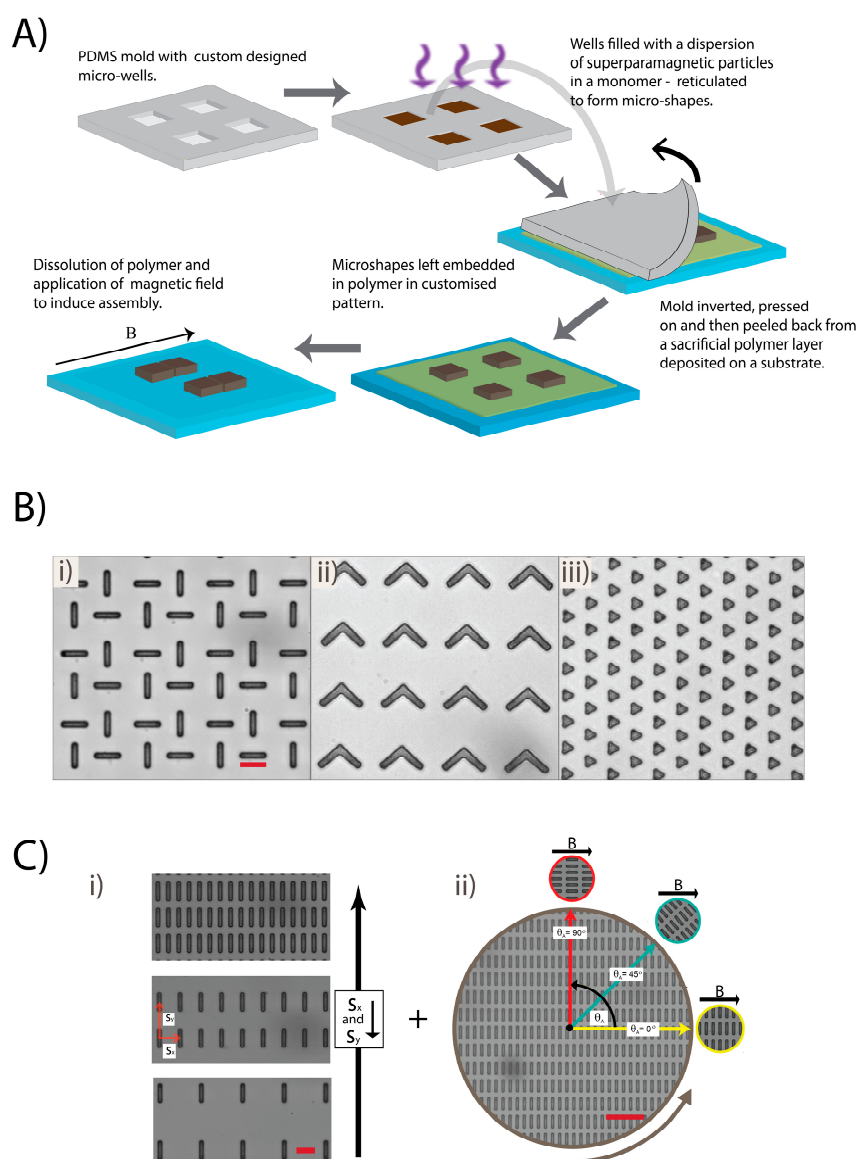 A)
PDMS mold with custom designed
micro-wells.
Wells filled with a dispersion
of superparamagnetic particles
in a monomer - reticulated
to form micro-shapes.
Dissolution of polymer and
application of magnetic field
to induce assembly.
B
Microshapes left embedded
in polymer in customised
pattern.
Mold inverted, pressed
on and then peeled back from
a sacrificial polymer layer
deposited on a substrate.
B)
i)
ii)
iii)
C)
i)
Sy
Sx
Sx
and
Sy
+
ii)
B
B
B
θA= 90°
θA= 45°
θA
θA= 0°